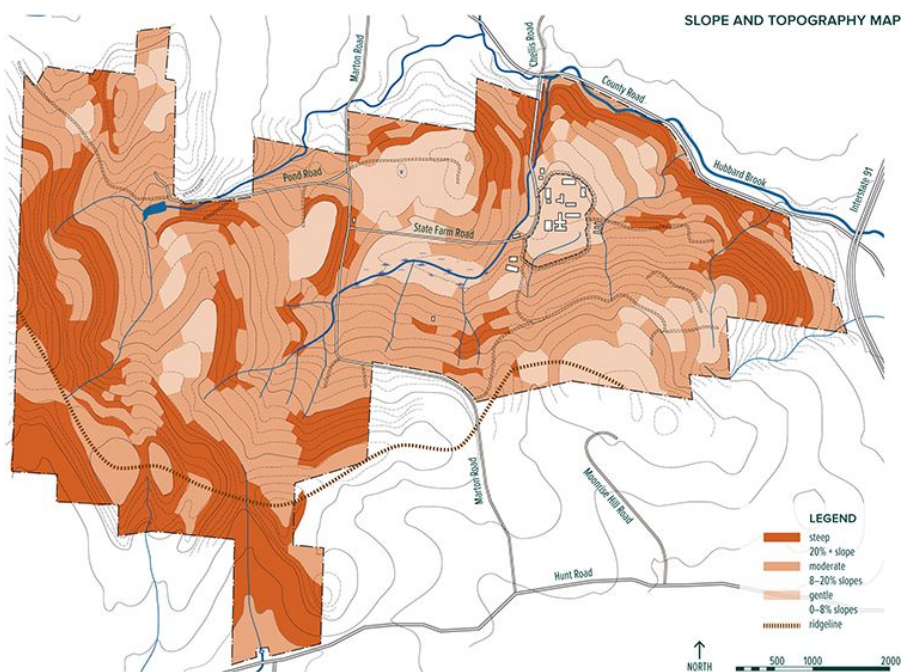 SLOPE AND TOPOGRAPHY MAP
Marton Road
Chellis Road
County Road
Hubbard Brook
Interstate 91
Pond Road
State Farm Road
Marton Road
Moonrise Hill Road
Hunt Road
LEGEND
steep
20% + slope
moderate
8–20% slopes
gentle
0–8% slopes
ridgeline
NORTH
500 1000 2000